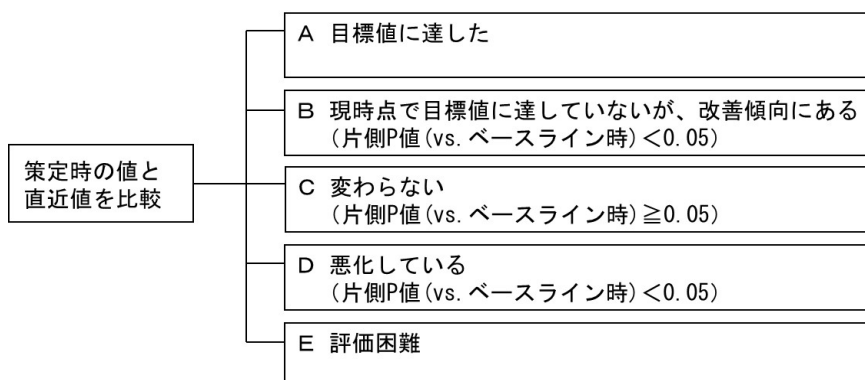 策定時の値と
直近値を比較
A 目標値に達した
B 現時点で目標値に達していないが、改善傾向にある
(片側P値(vs. ベースライン時)<0.05)
C 変わらない
(片側P値(vs. ベースライン時)≧0.05)
D 悪化している
(片側P値(vs. ベースライン時)<0.05)
E 評価困難